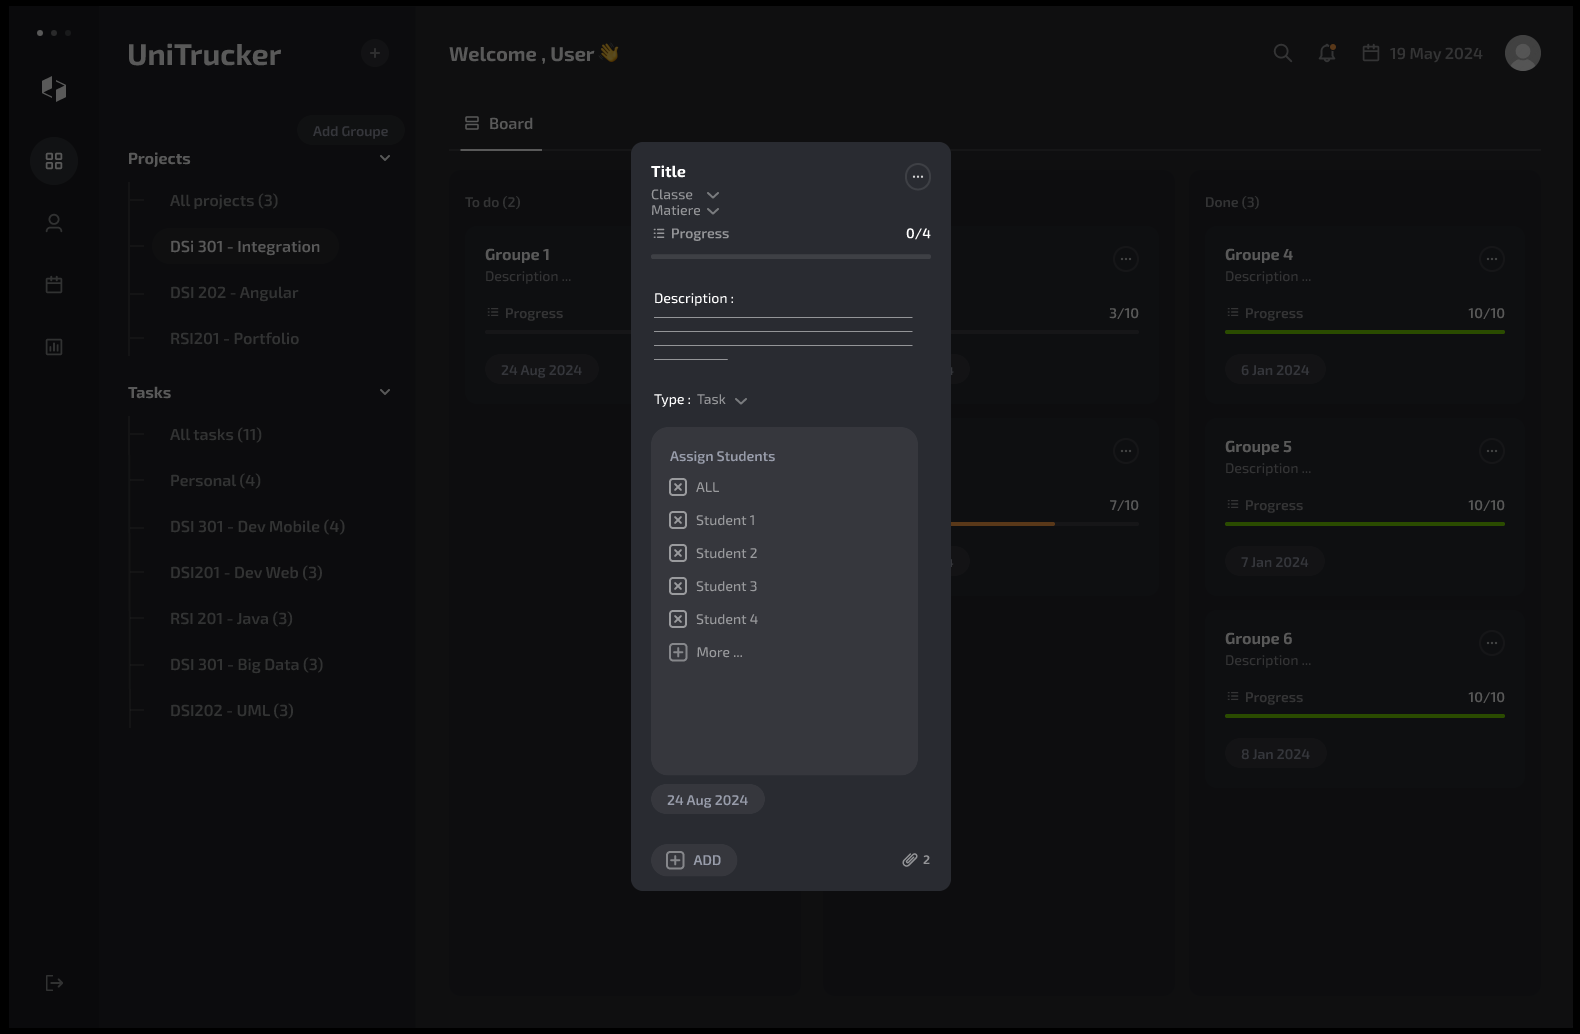 UniTrucker
Add Groupe
Projects
All projects (3)
DSi 301 - Integration
DSI 202 - Angular
RSI201 - Portfolio
Tasks
All tasks (11)
Personal (4)
DSI 301 - Dev Mobile (4)
DSI201 - Dev Web (3)
RSI 201 - Java (3)
DSI 301 - Big Data (3)
DSI202 - UML (3)
Welcome , User 👋
19 May 2024
Board
To do (2)
Groupe 1
Description ...
Progress
24 Aug 2024
Title
Classe
Matiere
Progress 0/4
Description :
Type : Task
Assign Students
ALL
Student 1
Student 2
Student 3
Student 4
More ...
24 Aug 2024
ADD
2
3/10
7/10
Done (3)
Groupe 4
Description ...
Progress 10/10
6 Jan 2024
Groupe 5
Description ...
Progress 10/10
7 Jan 2024
Groupe 6
Description ...
Progress 10/10
8 Jan 2024